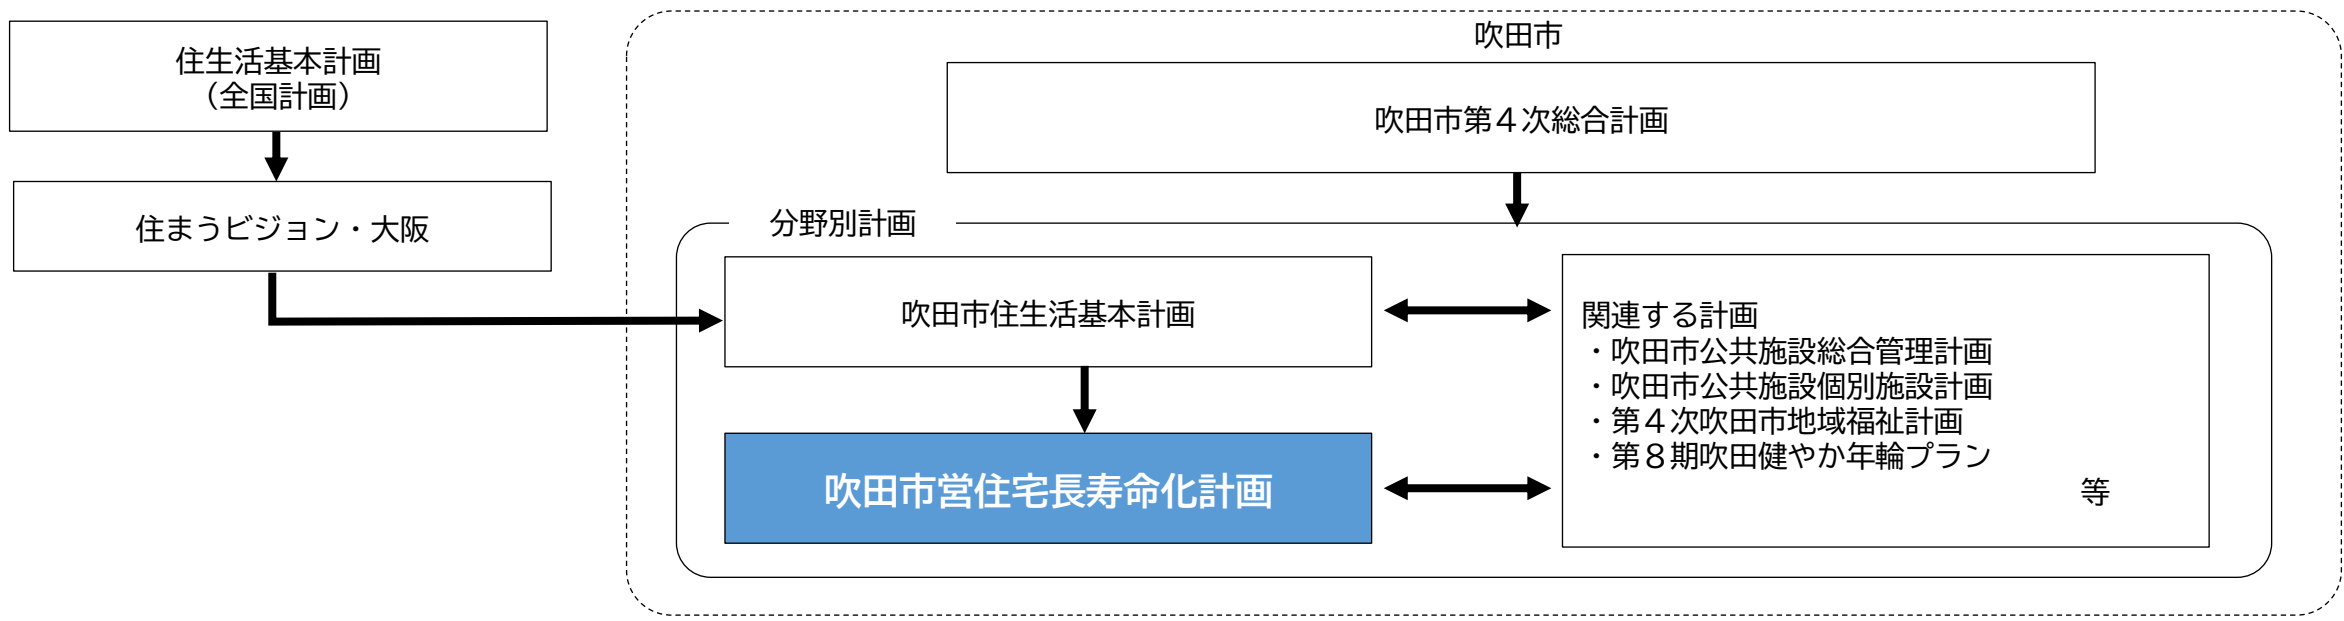 住生活基本計画
（全国計画）
住まうビジョン・大阪
吹田市
吹田市第４次総合計画
分野別計画
吹田市住生活基本計画
吹田市営住宅長寿命化計画
関連する計画
・吹田市公共施設総合管理計画
・吹田市公共施設個別施設計画
・第４次吹田市地域福祉計画
・第８期吹田健やか年輪プラン
等